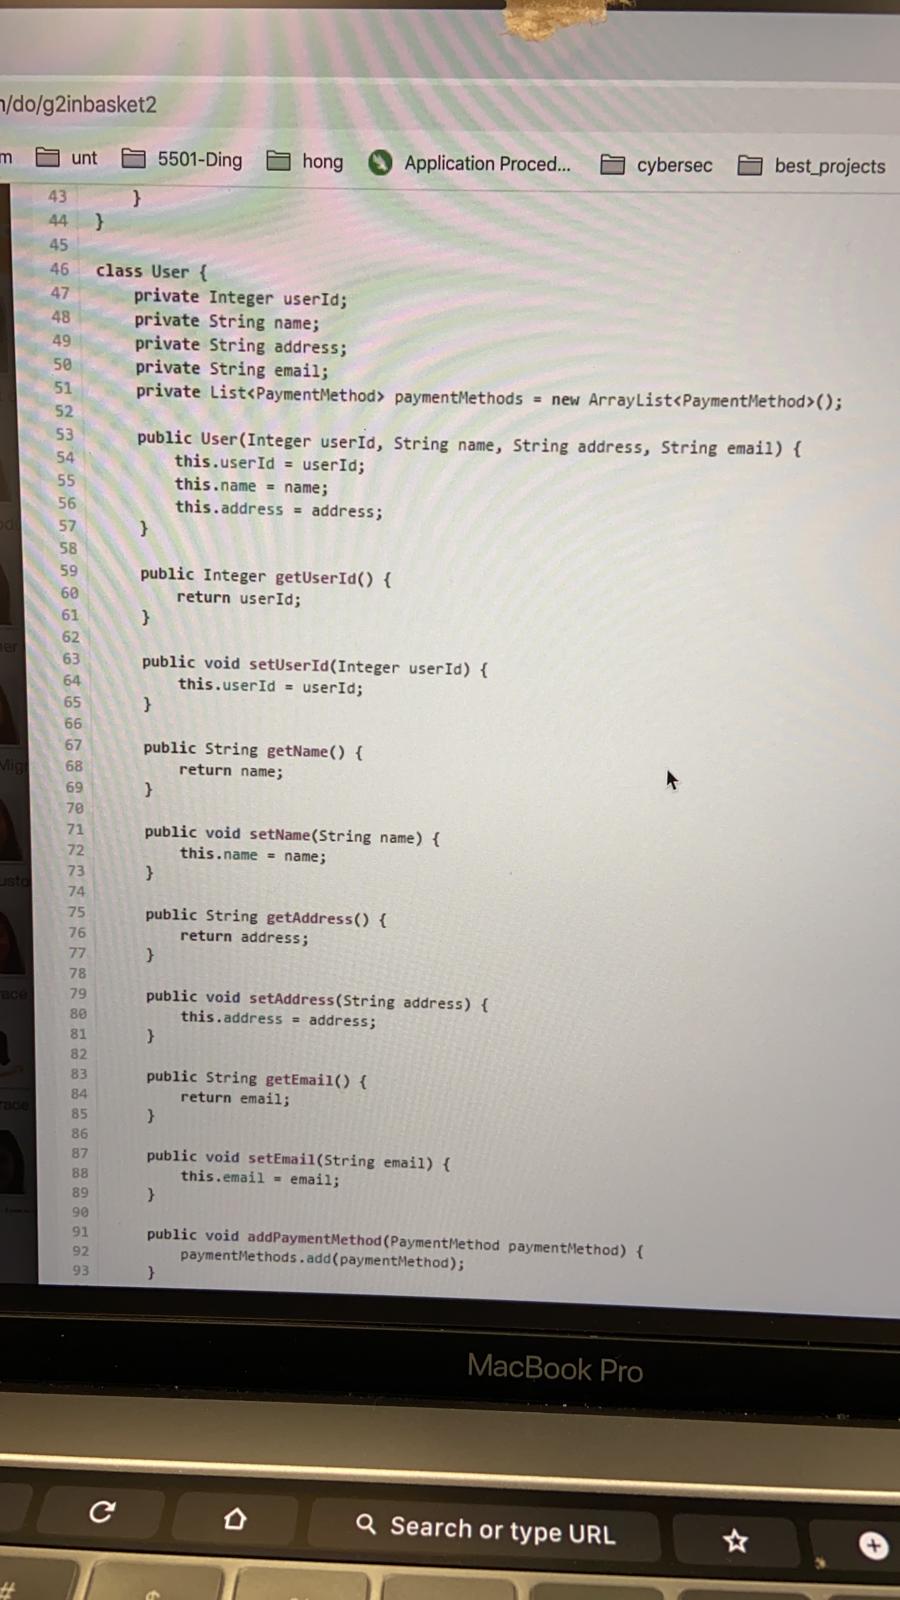 /do/g2inbasket2
m unt 5501-Ding hong Application Proced... cybersec best_projects
43 }
44 }
45
46 class User {
47 private Integer userId;
48 private String name;
49 private String address;
50 private String email;
51 private List<PaymentMethod> paymentMethods = new ArrayList<PaymentMethod>();
52
53 public User(Integer userId, String name, String address, String email) {
54 this.userId = userId;
55 this.name = name;
56 this.address = address;
57 }
58
59 public Integer getUserId() {
60 return userId;
61 }
62
63 public void setUserId(Integer userId) {
64 this.userId = userId;
65 }
66
67 public String getName() {
68 return name;
69 }
70
71 public void setName(String name) {
72 this.name = name;
73 }
74
75 public String getAddress() {
76 return address;
77 }
78
79 public void setAddress(String address) {
80 this.address = address;
81 }
82
83 public String getEmail() {
84 return email;
85 }
86
87 public void setEmail(String email) {
88 this.email = email;
89 }
90
91 public void addPaymentMethod(PaymentMethod paymentMethod) {
92 paymentMethods.add(paymentMethod);
93 }
MacBook Pro
Search or type URL
# $